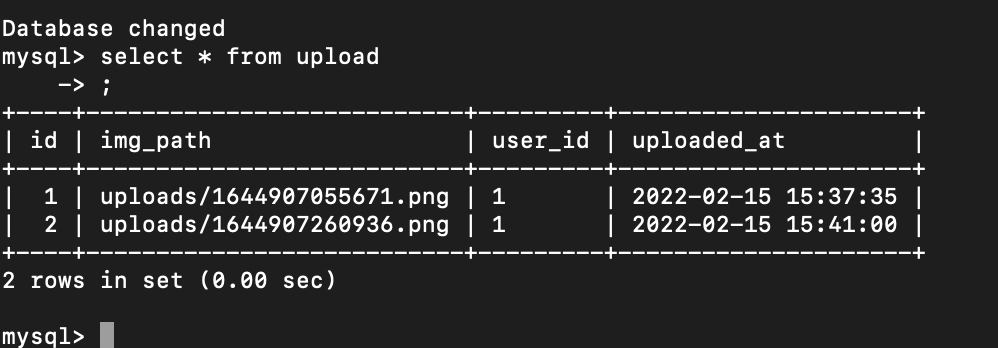 Database changed
mysql> select * from upload
    -> ;
+----+---------------------------+---------+---------------------+
| id | img_path                  | user_id | uploaded_at         |
+----+---------------------------+---------+---------------------+
|  1 | uploads/1644907055671.png | 1       | 2022-02-15 15:37:35 |
|  2 | uploads/1644907260936.png | 1       | 2022-02-15 15:41:00 |
+----+---------------------------+---------+---------------------+
2 rows in set (0.00 sec)
mysql>